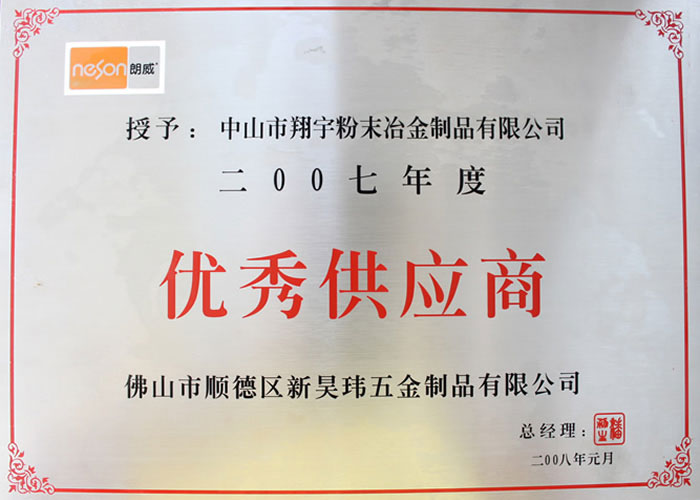 neson 朗威
授予：中山市翔宇粉末冶金制品有限公司
二00七年度
优秀供应商
佛山市顺德区新昊玮五金制品有限公司
总经理：
二00八年元月